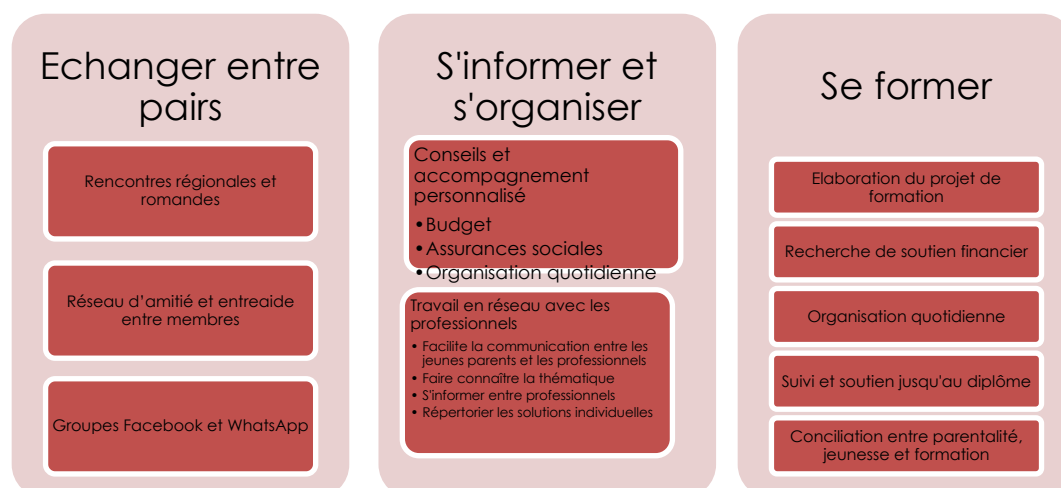 Echanger entre
pairs
Rencontres régionales et
romandes
Réseau d'amitié et entreaide
entre membres
Groupes Facebook et WhatsApp
S'informer et
s'organiser
Conseils et
accompagnement
personnalisé
•Budget
•Assurances sociales
•Organisation quotidienne
Travail en réseau avec les
professionnels
• Facilite la communication entre les
jeunes parents et les professionnels
• Faire connaître la thématique
• S'informer entre professionnels
• Répertorier les solutions individuelles
Se former
Elaboration du projet de
formation
Recherche de soutien financier
Organisation quotidienne
Suivi et soutien jusqu'au diplôme
Conciliation entre parentalité,
jeunesse et formation